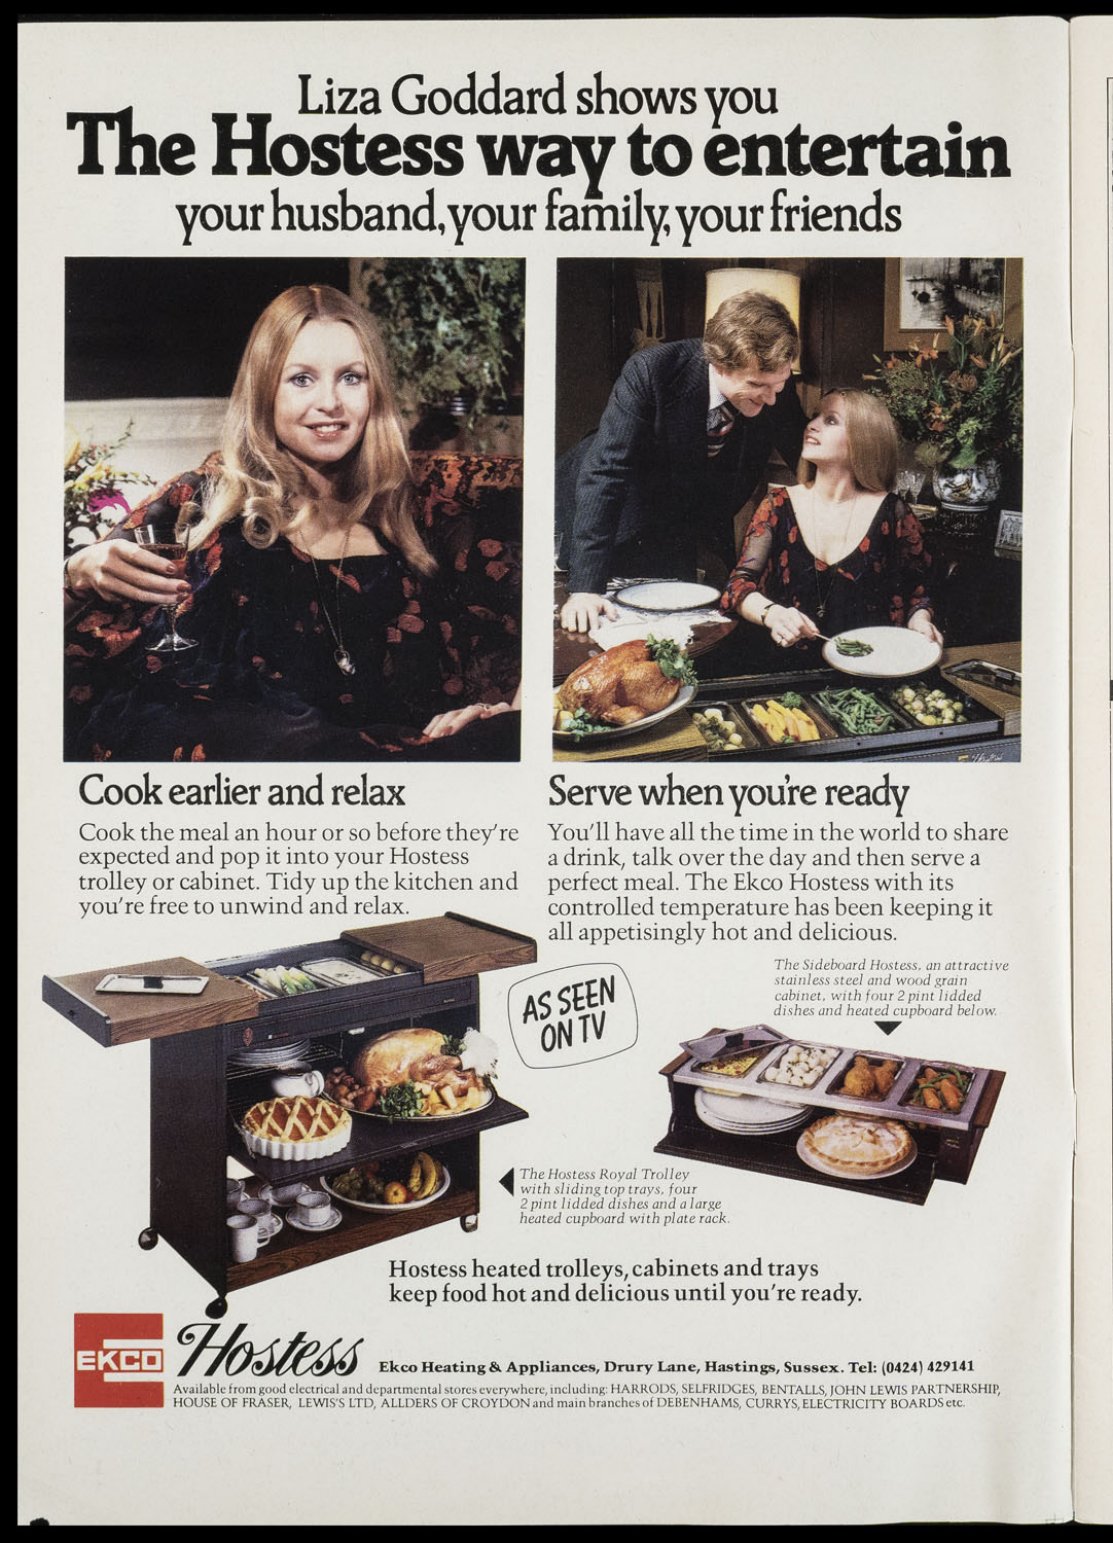 Liza Goddard shows you
The Hostess way to entertain
your husband, your family, your friends
Cook earlier and relax
Cook the meal an hour or so before they're
expected and pop it into your Hostess
trolley or cabinet. Tidy up the kitchen and
you're free to unwind and relax.
Serve when you're ready
You'll have all the time in the world to share
a drink, talk over the day and then serve a
perfect meal. The Ekco Hostess with its
controlled temperature has been keeping it
all appetisingly hot and delicious.
AS SEEN
ON TV
The Sideboard Hostess, an attractive
stainless steel and wood grain
cabinet, with four 2 pint lidded
dishes and heated cupboard below.
The Hostess Royal Trolley
with sliding top trays, four
2 pint lidded dishes and a large
heated cupboard with plate rack.
Hostess heated trolleys, cabinets and trays
keep food hot and delicious until you're ready.
EKCO
Hostess
Ekco Heating & Appliances, Drury Lane, Hastings, Sussex. Tel: (0424) 429141
Available from good electrical and departmental stores everywhere, including: HARRODS, SELFRIDGES, BENTALLS, JOHN LEWIS PARTNERSHIP,
HOUSE OF FRASER, LEWIS'S LTD, ALLDERS OF CROYDON and main branches of DEBENHAMS, CURRYS, ELECTRICITY BOARDS etc.